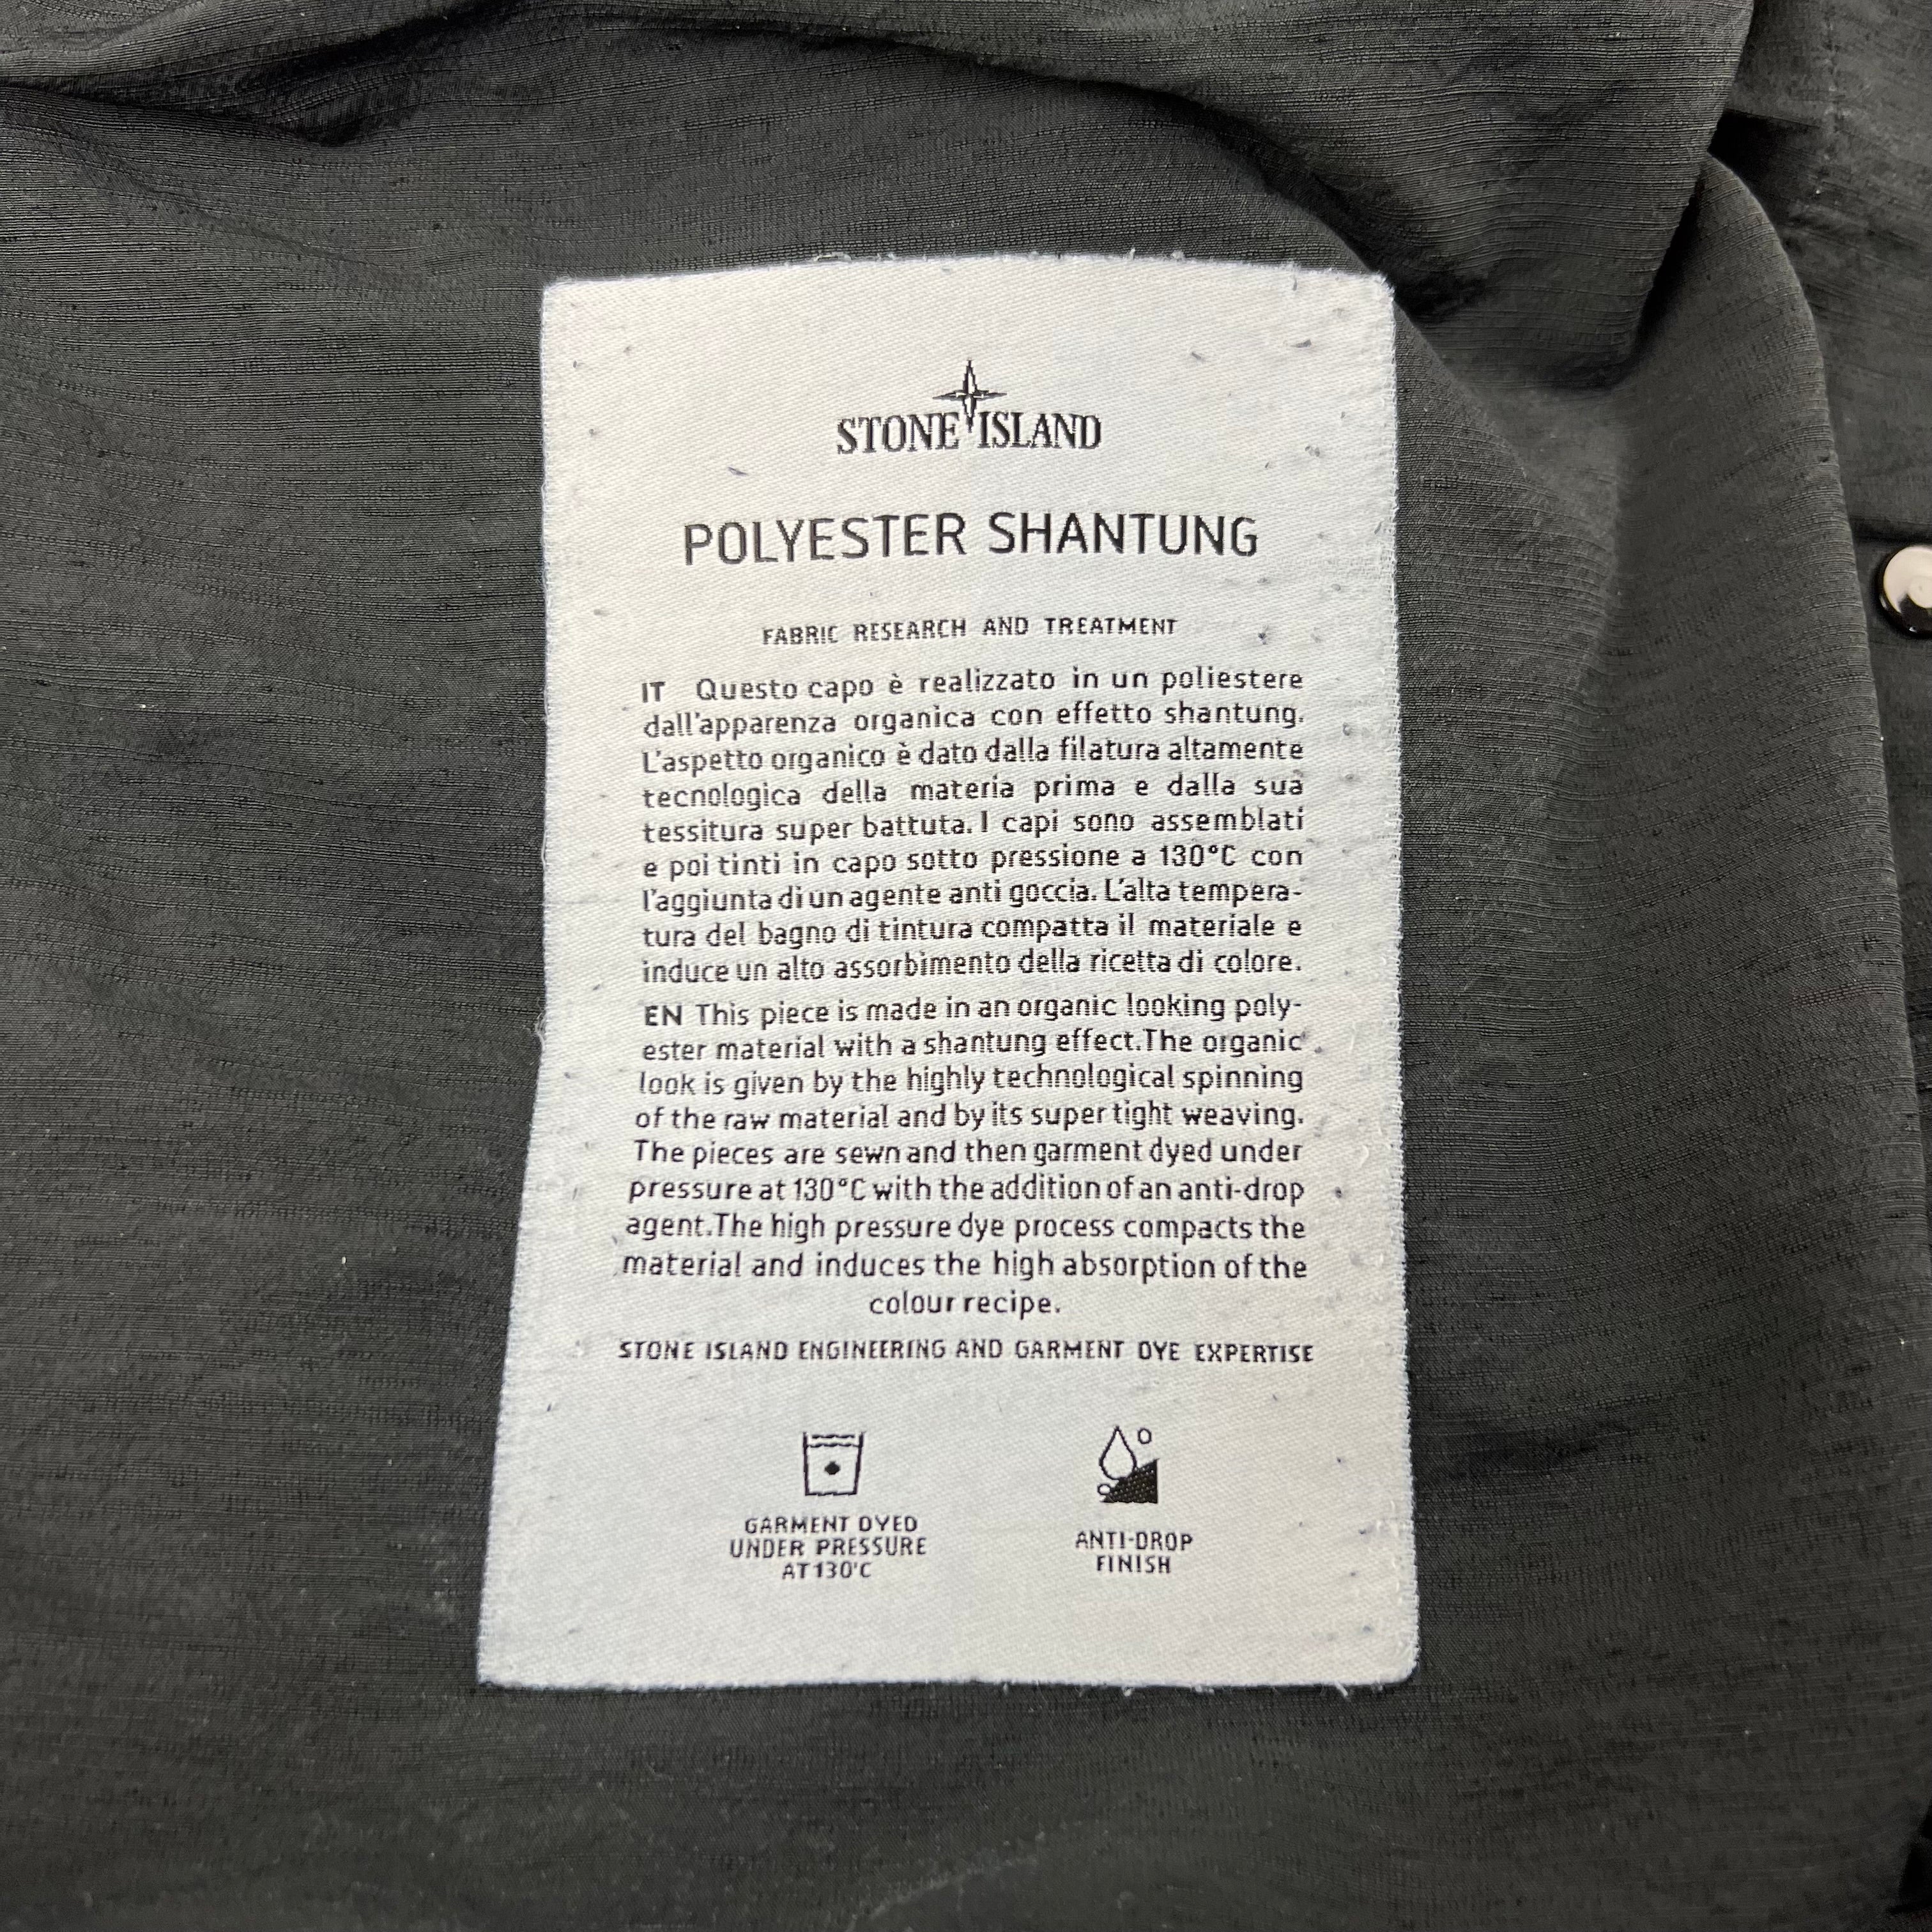 STONE ISLAND
POLYESTER SHANTUNG
FABRIC RESEARCH AND TREATMENT
IT Questo capo è realizzato in un poliestere
dall'apparenza organica con effetto shantung.
L'aspetto organico è dato dalla filatura altamente
tecnologica della materia prima e dalla sua
tessitura super battuta. I capi sono assemblati
e poi tinti in capo sotto pressione a 130°C con
l'aggiunta di un agente anti goccia. L'alta tempera-
tura del bagno di tintura compatta il materiale e
induce un alto assorbimento della ricetta di colore.
EN This piece is made in an organic looking poly-
ester material with a shantung effect.The organic
look is given by the highly technological spinning
of the raw material and by its super tight weaving.
The pieces are sewn and then garment dyed under
pressure at 130°C with the addition of an anti-drop
agent.The high pressure dye process compacts the
material and induces the high absorption of the
colour recipe.
STONE ISLAND ENGINEERING AND GARMENT DYE EXPERTISE
GARMENT DYED
UNDER PRESSURE
AT 130°C
ANTI-DROP
FINISH